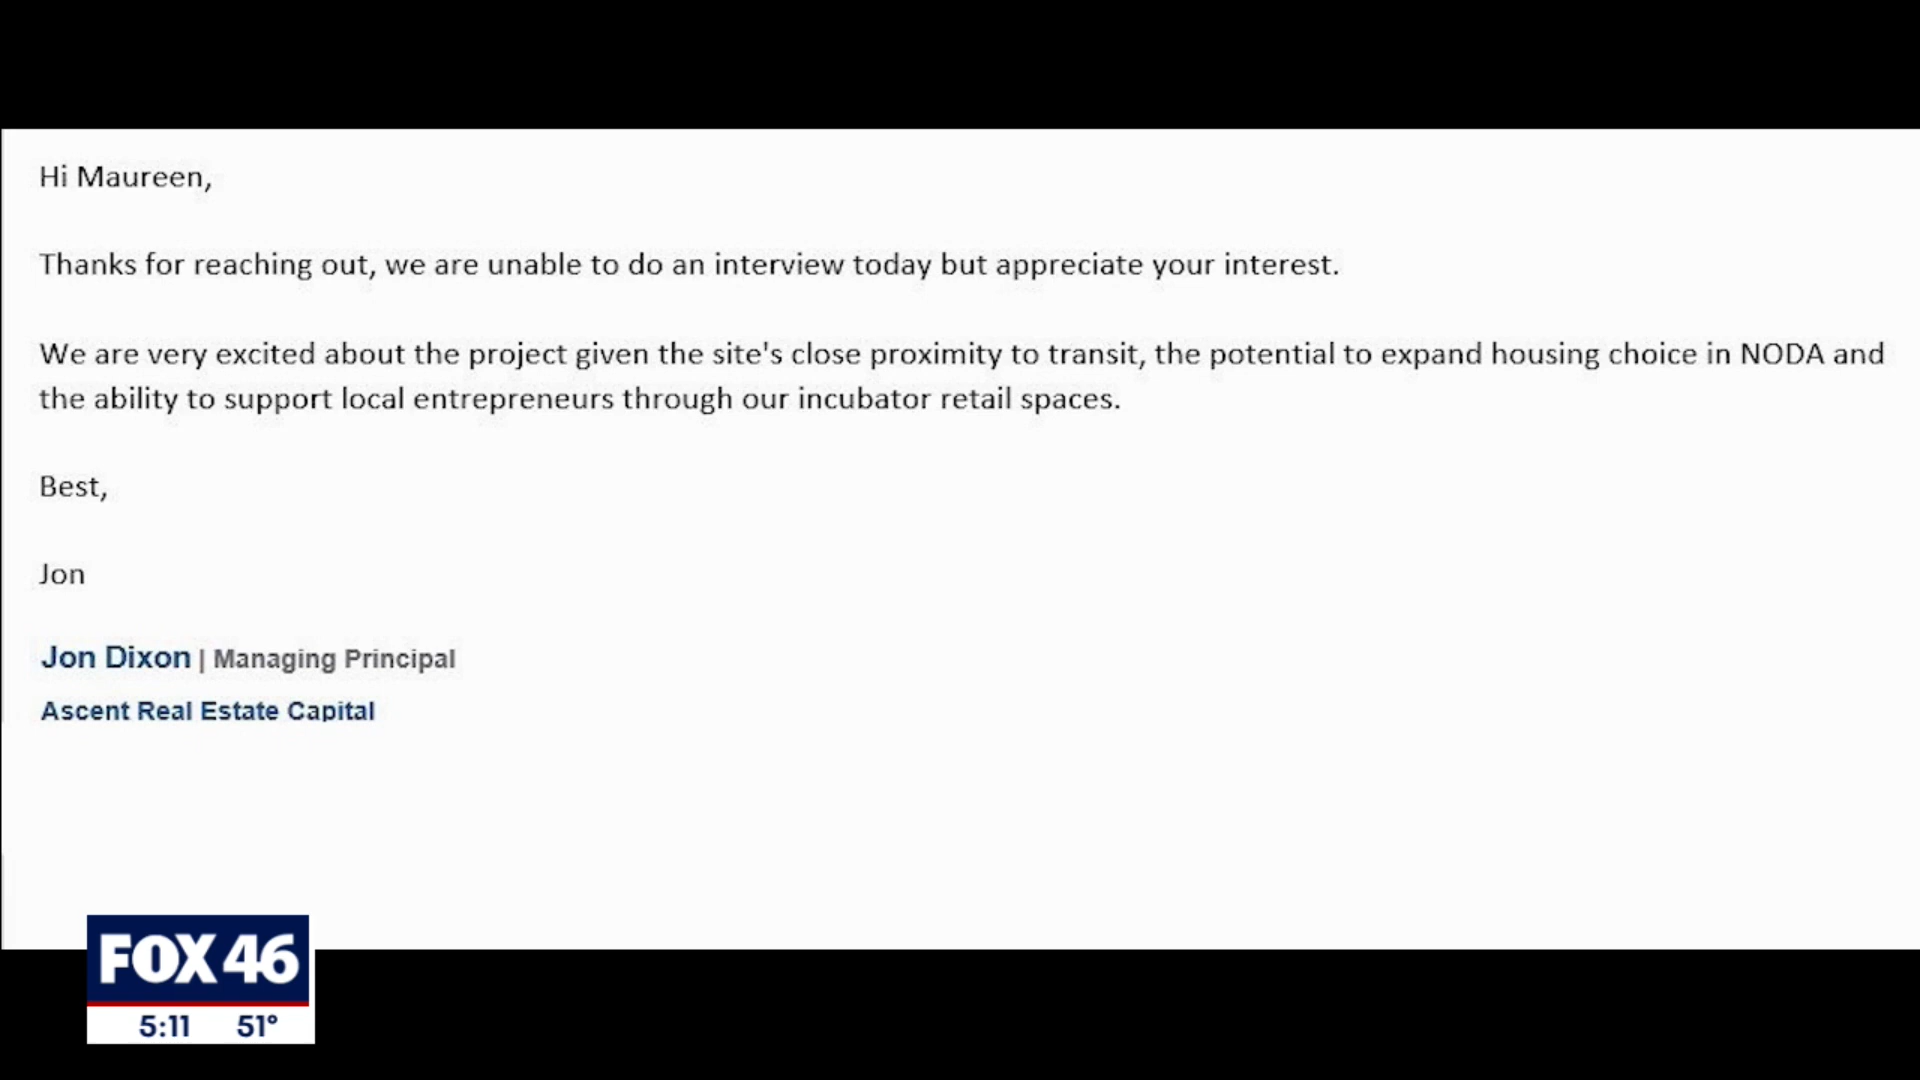 Hi Maureen,
Thanks for reaching out, we are unable to do an interview today but appreciate your interest.
We are very excited about the project given the site's close proximity to transit, the potential to expand housing choice in NODA and
the ability to support local entrepreneurs through our incubator retail spaces.
Best,
Jon
Jon Dixon | Managing Principal
Ascent Real Estate Capital
FOX 46
5:11 51°